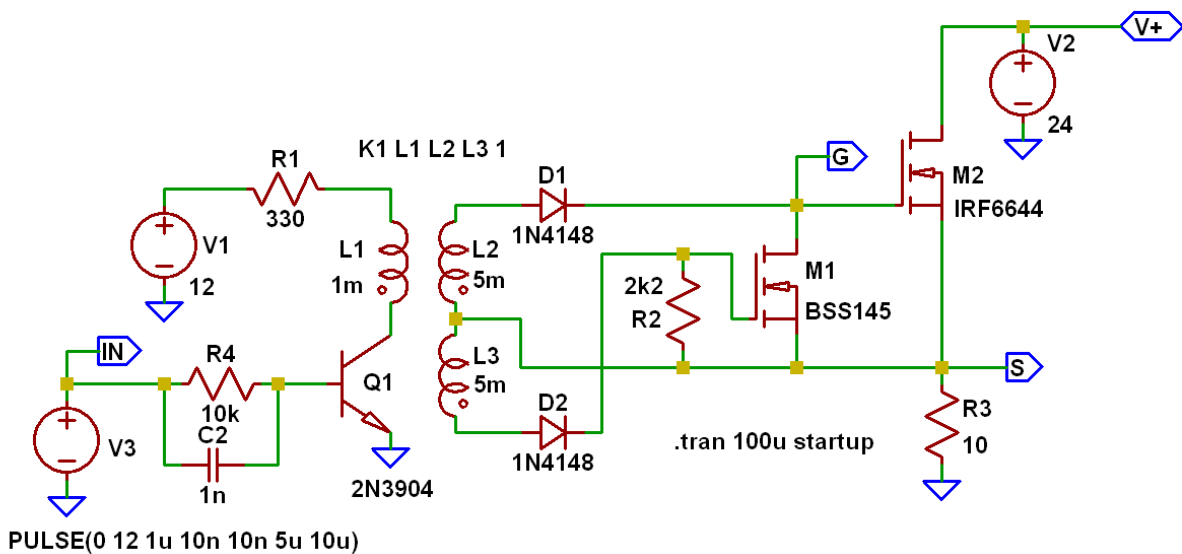 V+
V2
24
K1 L1 L2 L3 1
R1
330
D1
1N4148
G
M2
IRF6644
V1
12
L1
1m
L2
5m
2k2
R2
M1
BSS145
IN
R4
10k
C2
1n
Q1
2N3904
L3
5m
D2
1N4148
S
R3
10
V3
.tran 100u startup
PULSE(0 12 1u 10n 10n 5u 10u)